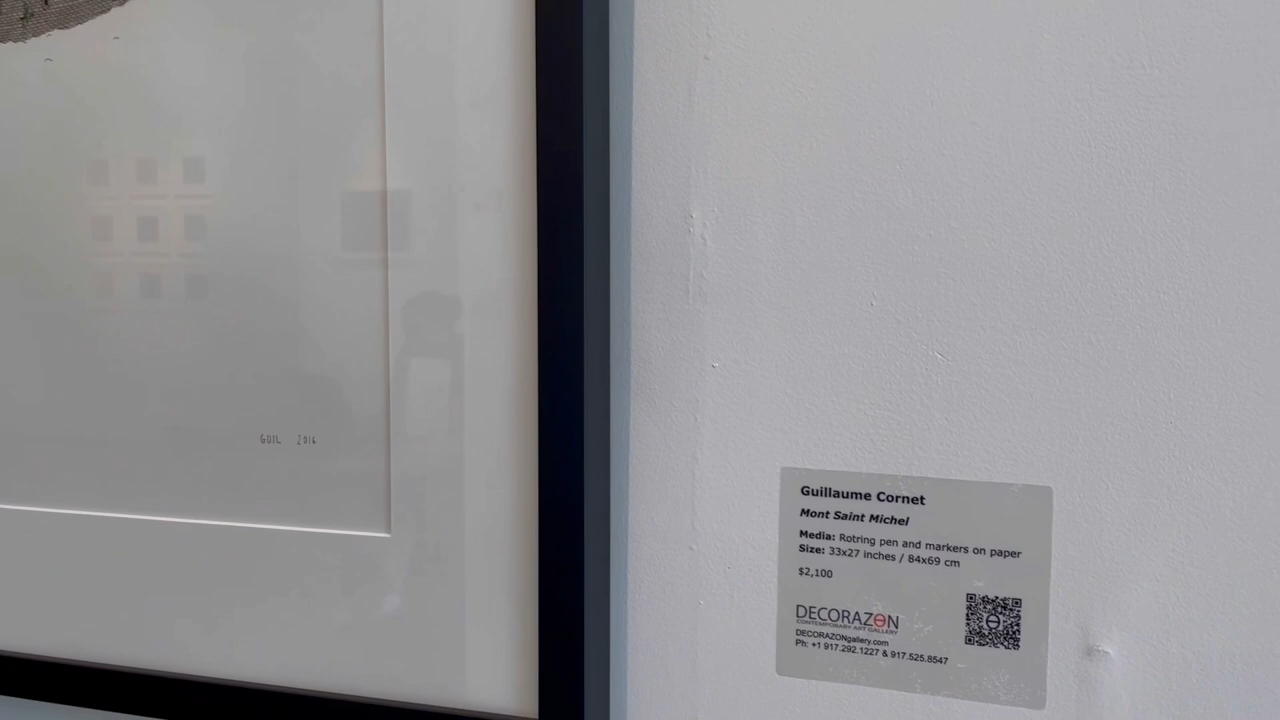 GUIL 2016
Guillaume Cornet
Mont Saint Michel
Media: Rotring pen and markers on paper
Size: 33x27 inches / 84x69 cm
$2,100
DECORAZON
CONTEMPORARY ART GALLERY
DECORAZONgallery.com
Ph: +1 917.292.1227 & 917.525.8547